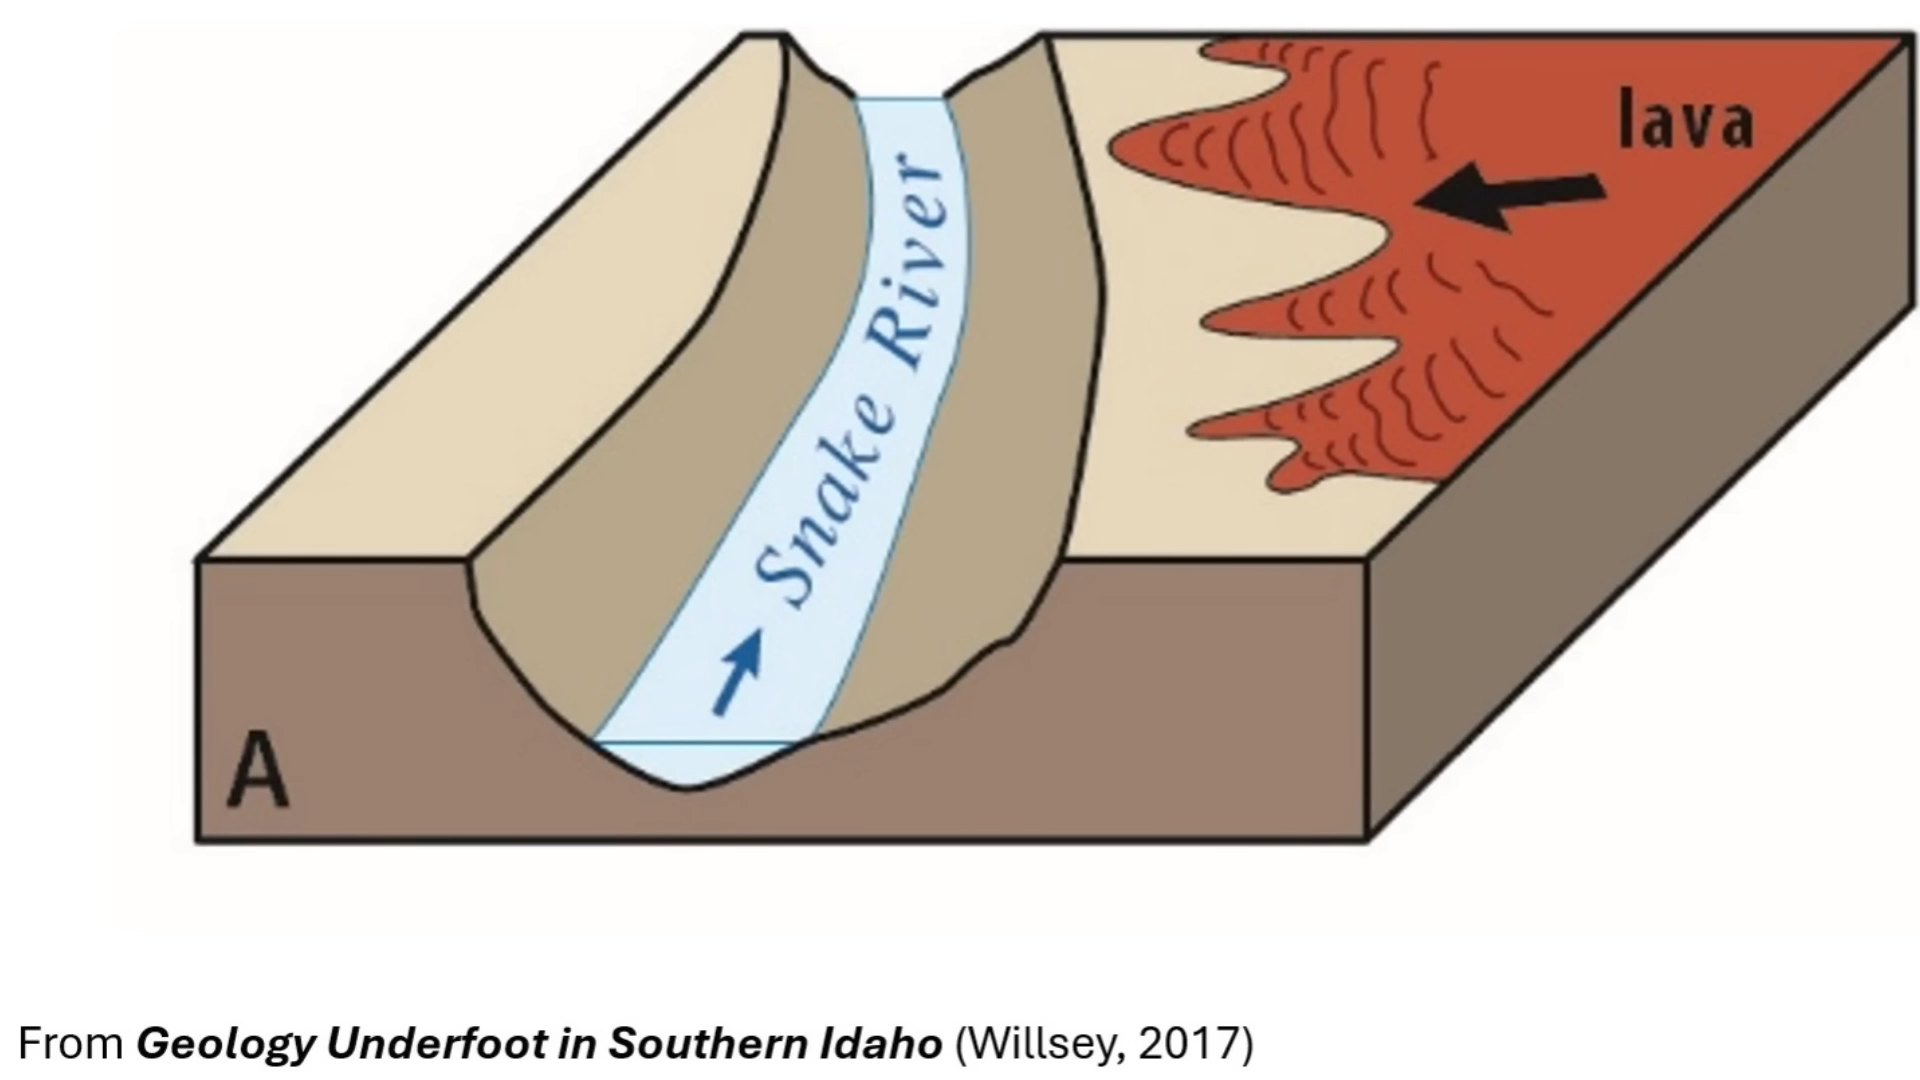 lava
Snake River
A
From Geology Underfoot in Southern Idaho (Willsey, 2017)